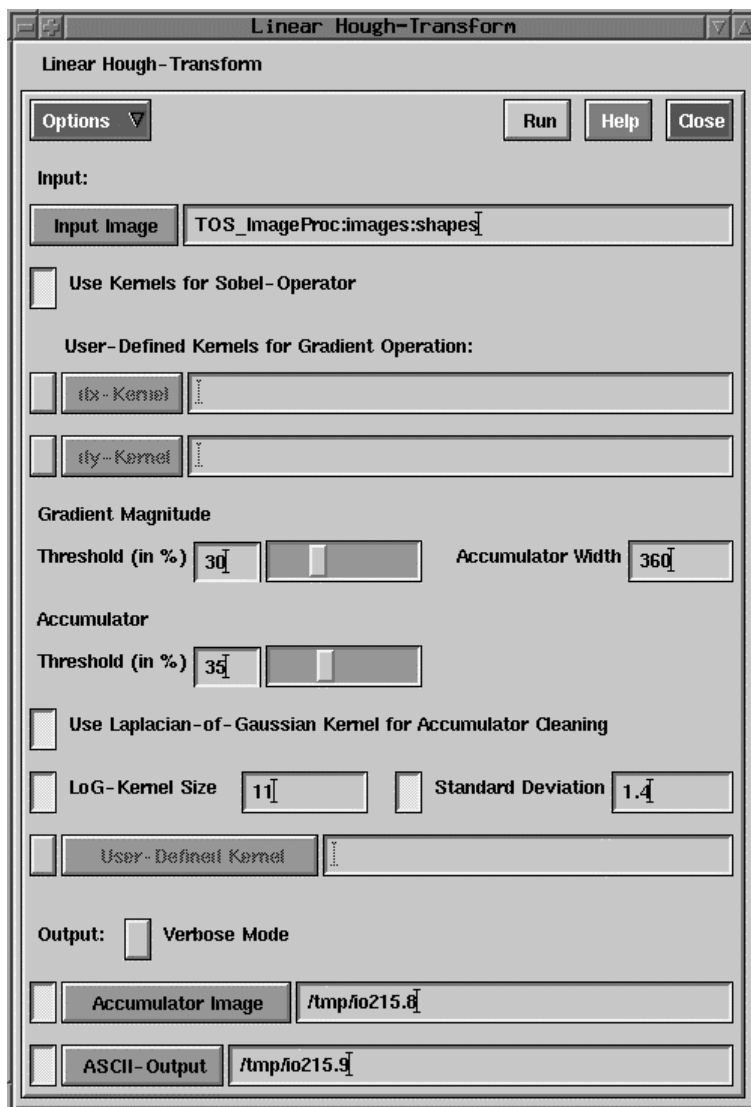 Linear Hough-Transform
Linear Hough-Transform
Options Run Help Close
Input:
Input Image TOS_ImageProc:images:shapes
Use Kernels for Sobel-Operator
User-Defined Kernels for Gradient Operation:
dx-Kernel
dy-Kernel
Gradient Magnitude
Threshold (in %) 30 Accumulator Width 360
Accumulator
Threshold (in %) 35
Use Laplacian-of-Gaussian Kernel for Accumulator Cleaning
LoG-Kernel Size 11 Standard Deviation 1.4
User-Defined Kernel
Output: Verbose Mode
Accumulator Image /tmp/io215.8
ASCII-Output /tmp/io215.9